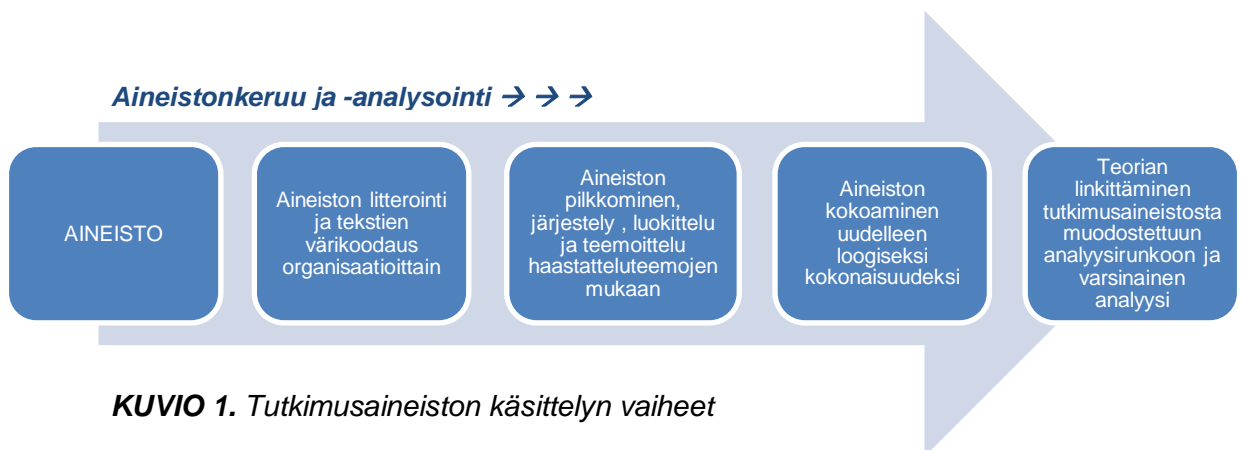 Aineistonkeruu ja -analysointi → → →
AINEISTO
Aineiston litterointi
ja tekstien
värikoodaus
organisaatioittain
Aineiston
pilkkominen,
järjestely , luokittelu
ja teemoittelu
haastatteluteemojen
mukaan
Aineiston
kokoaminen
uudelleen
loogiseksi
kokonaisuudeksi
Teorian
linkittäminen
tutkimusaineistosta
muodostettuun
analyysirunkoon ja
varsinainen
analyysi
KUVIO 1. Tutkimusaineiston käsittelyn vaiheet